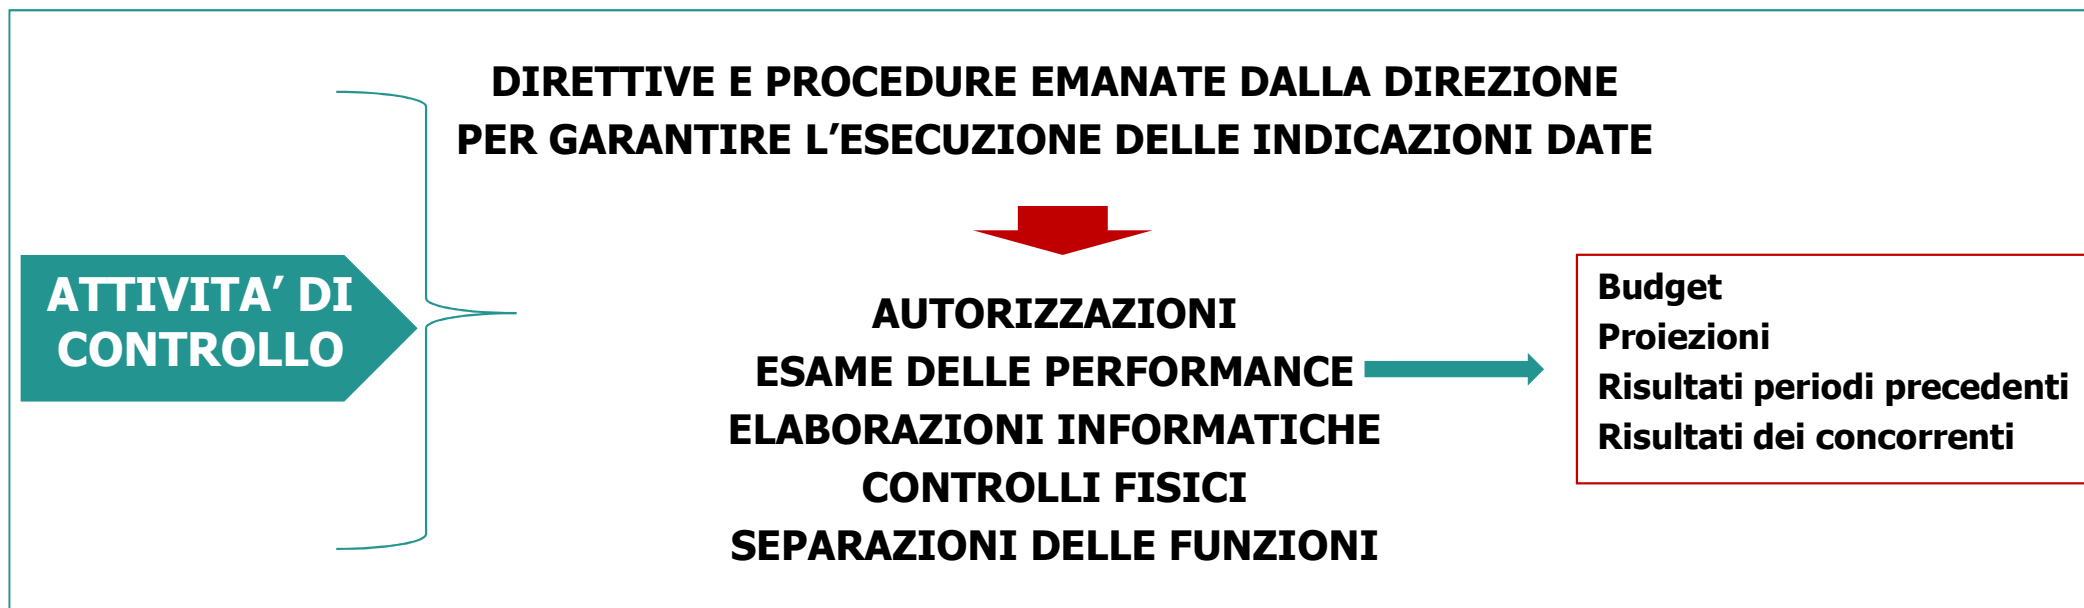 DIRETTIVE E PROCEDURE EMANATE DALLA DIREZIONE
PER GARANTIRE L’ESECUZIONE DELLE INDICAZIONI DATE
ATTIVITA’ DI
CONTROLLO
AUTORIZZAZIONI
ESAME DELLE PERFORMANCE
ELABORAZIONI INFORMATICHE
CONTROLLI FISICI
SEPARAZIONI DELLE FUNZIONI
Budget
Proiezioni
Risultati periodi precedenti
Risultati dei concorrenti